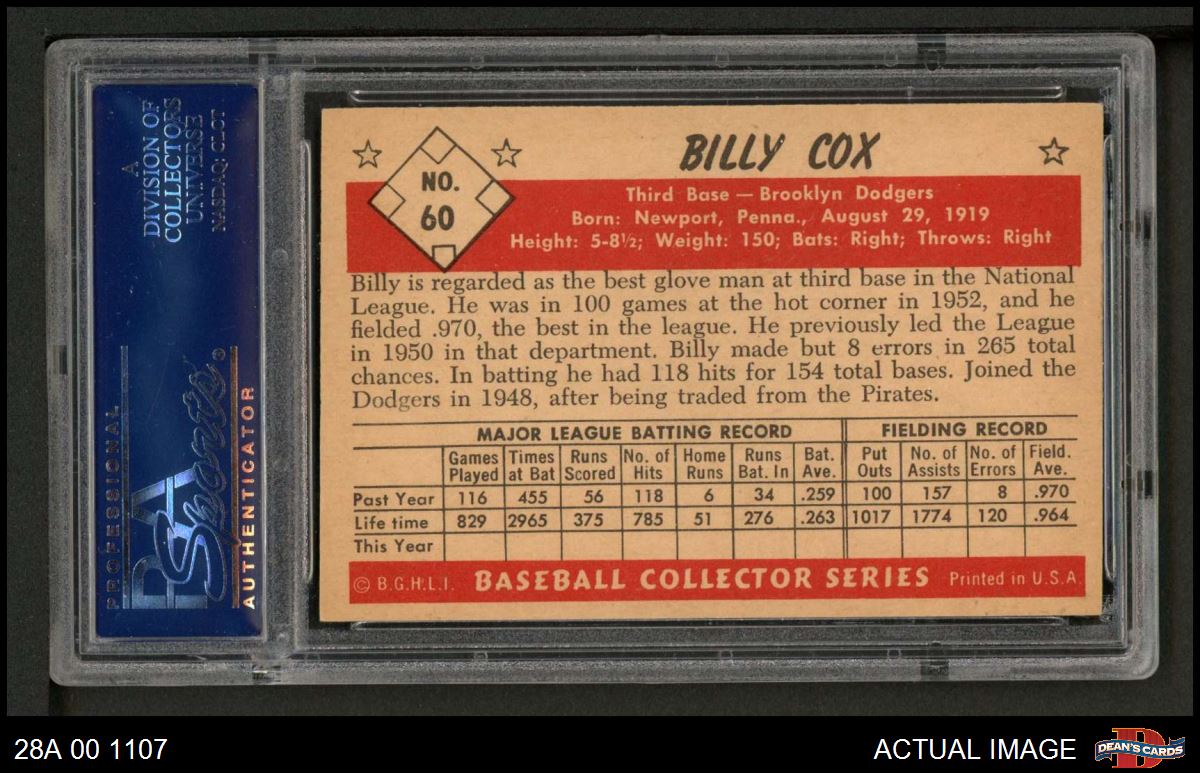 A
DIVISION OF
COLLECTORS
UNIVERSE
NASDAQ: CLCT
PROFESSIONAL
PSA
Sports
®
AUTHENTICATOR
BILLY COX
NO.
60
Third Base — Brooklyn Dodgers
Born: Newport, Penna., August 29, 1919
Height: 5-8½; Weight: 150; Bats: Right; Throws: Right
Billy is regarded as the best glove man at third base in the National
League. He was in 100 games at the hot corner in 1952, and he
fielded .970, the best in the league. He previously led the League
in 1950 in that department. Billy made but 8 errors in 265 total
chances. In batting he had 118 hits for 154 total bases. Joined the
Dodgers in 1948, after being traded from the Pirates.
MAJOR LEAGUE BATTING RECORD FIELDING RECORD
Games Times Runs No. of Home Runs Bat. Put No. of No. of Field.
Played at Bat Scored Hits Runs Bat. In Ave. Outs Assists Errors Ave.
Past Year 116 455 56 118 6 34 .259 100 157 8 .970
Life time 829 2965 375 785 51 276 .263 1017 1774 120 .964
This Year
© B.G.H.L.I. BASEBALL COLLECTOR SERIES Printed in U.S.A.
28A 00 1107
ACTUAL IMAGE
DEAN'S CARDS